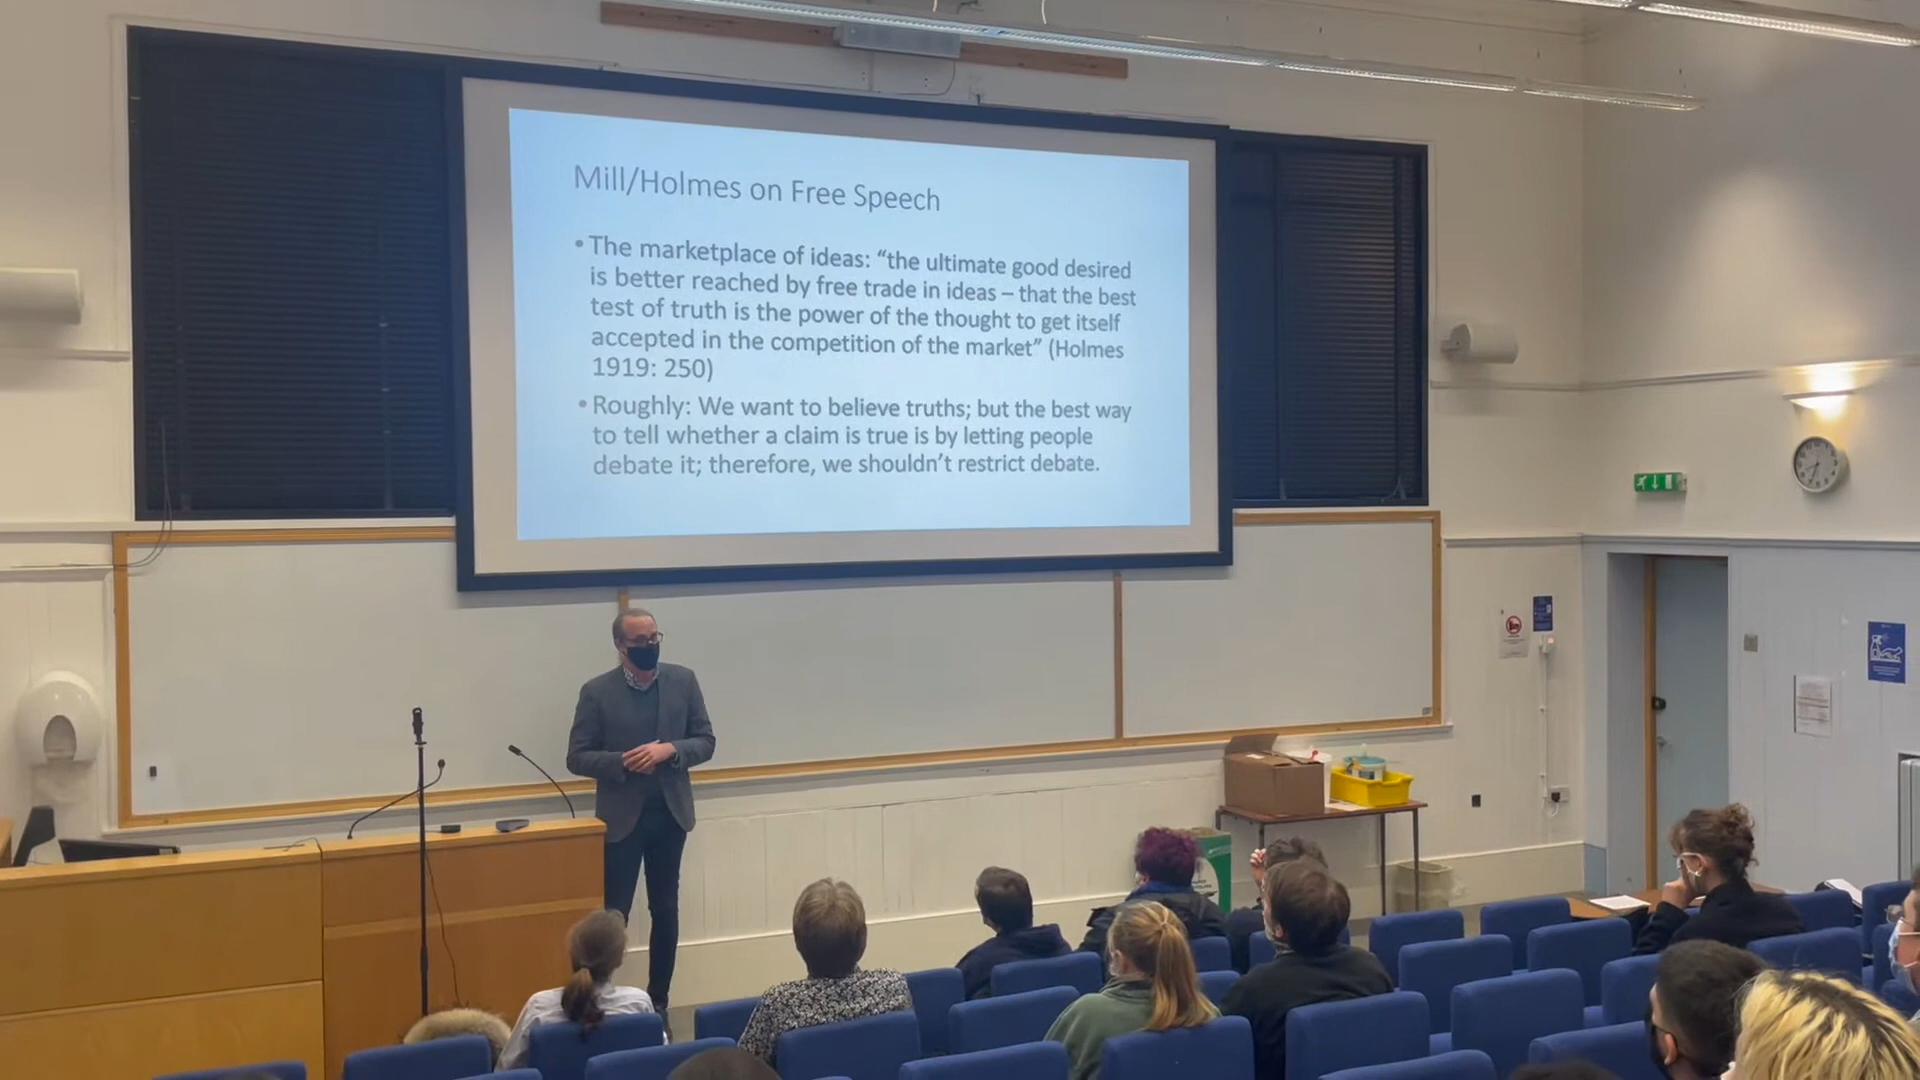 Mill/Holmes on Free Speech
• The marketplace of ideas: “the ultimate good desired
is better reached by free trade in ideas – that the best
test of truth is the power of the thought to get itself
accepted in the competition of the market” (Holmes
1919: 250)
• Roughly: We want to believe truths; but the best way
to tell whether a claim is true is by letting people
debate it; therefore, we shouldn’t restrict debate.